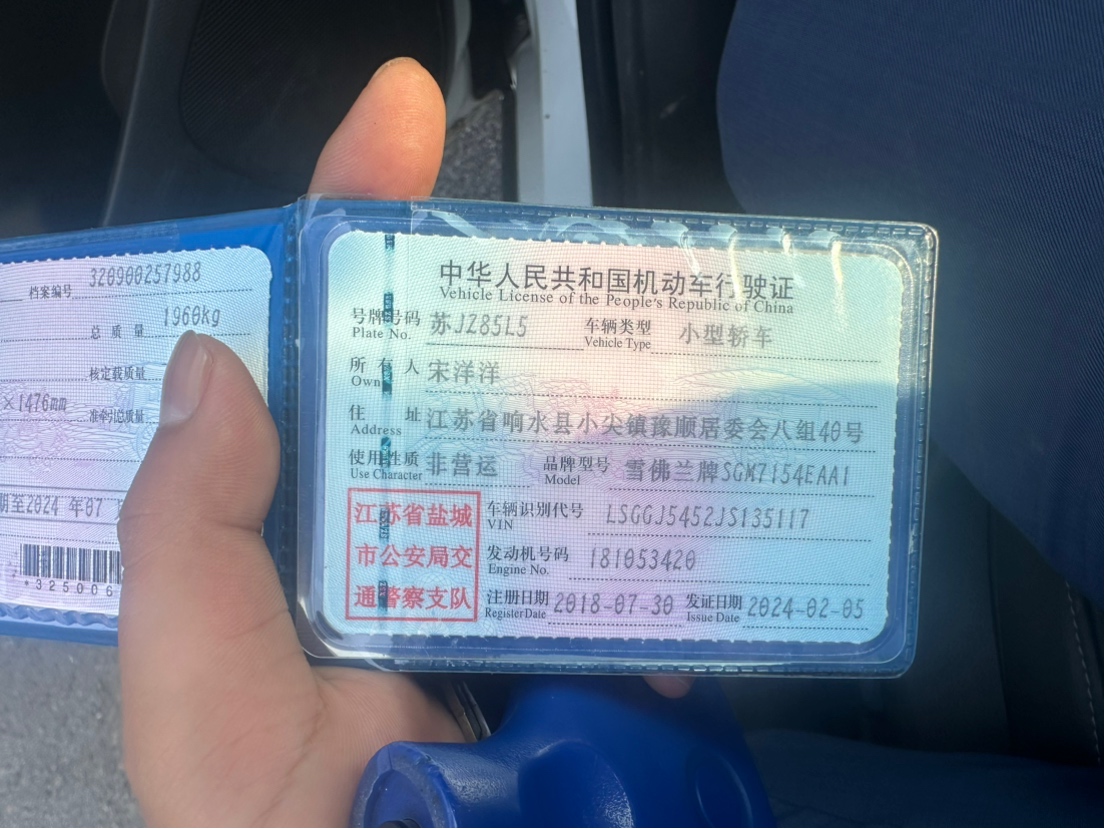 档案编号 320900257988
总质量 1960kg
核定载质量
×1476mm 准牵引总质量
期至2024 年07
*325006
中华人民共和国机动车行驶证
Vehicle License of the People's Republic of China
号牌号码 苏JZ85L5 车辆类型 小型轿车
Plate No. Vehicle Type
所有人 宋洋洋
Owner
住址 江苏省响水县小尖镇豫顺居委会八组40号
Address
使用性质 非营运 品牌型号 雪佛兰牌SGM7154EAA1
Use Character Model
江苏省盐城
市公安局交
通警察支队
车辆识别代号 LSGGJ5452JS135117
VIN
发动机号码 181053420
Engine No.
注册日期 2018-07-30 发证日期 2024-02-05
Register Date Issue Date